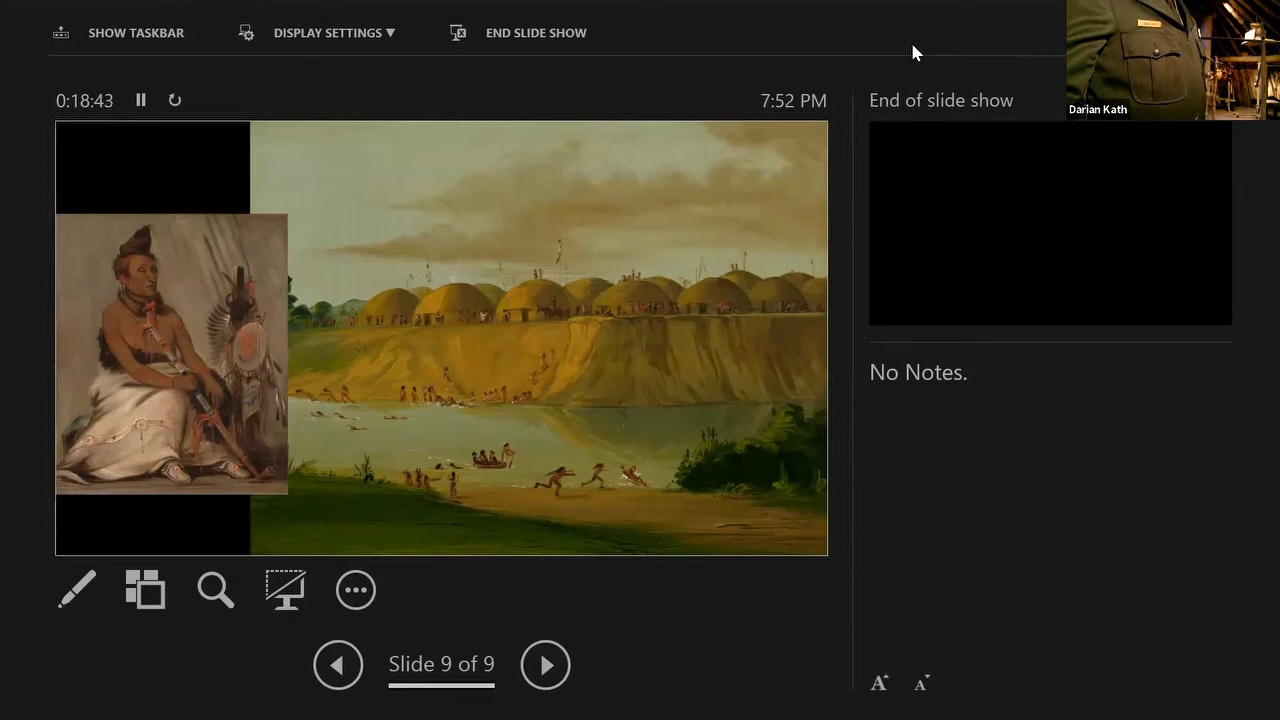 SHOW TASKBAR
DISPLAY SETTINGS ▼
END SLIDE SHOW
0:18:43
7:52 PM
End of slide show
Darian Kath
No Notes.
Slide 9 of 9
A A